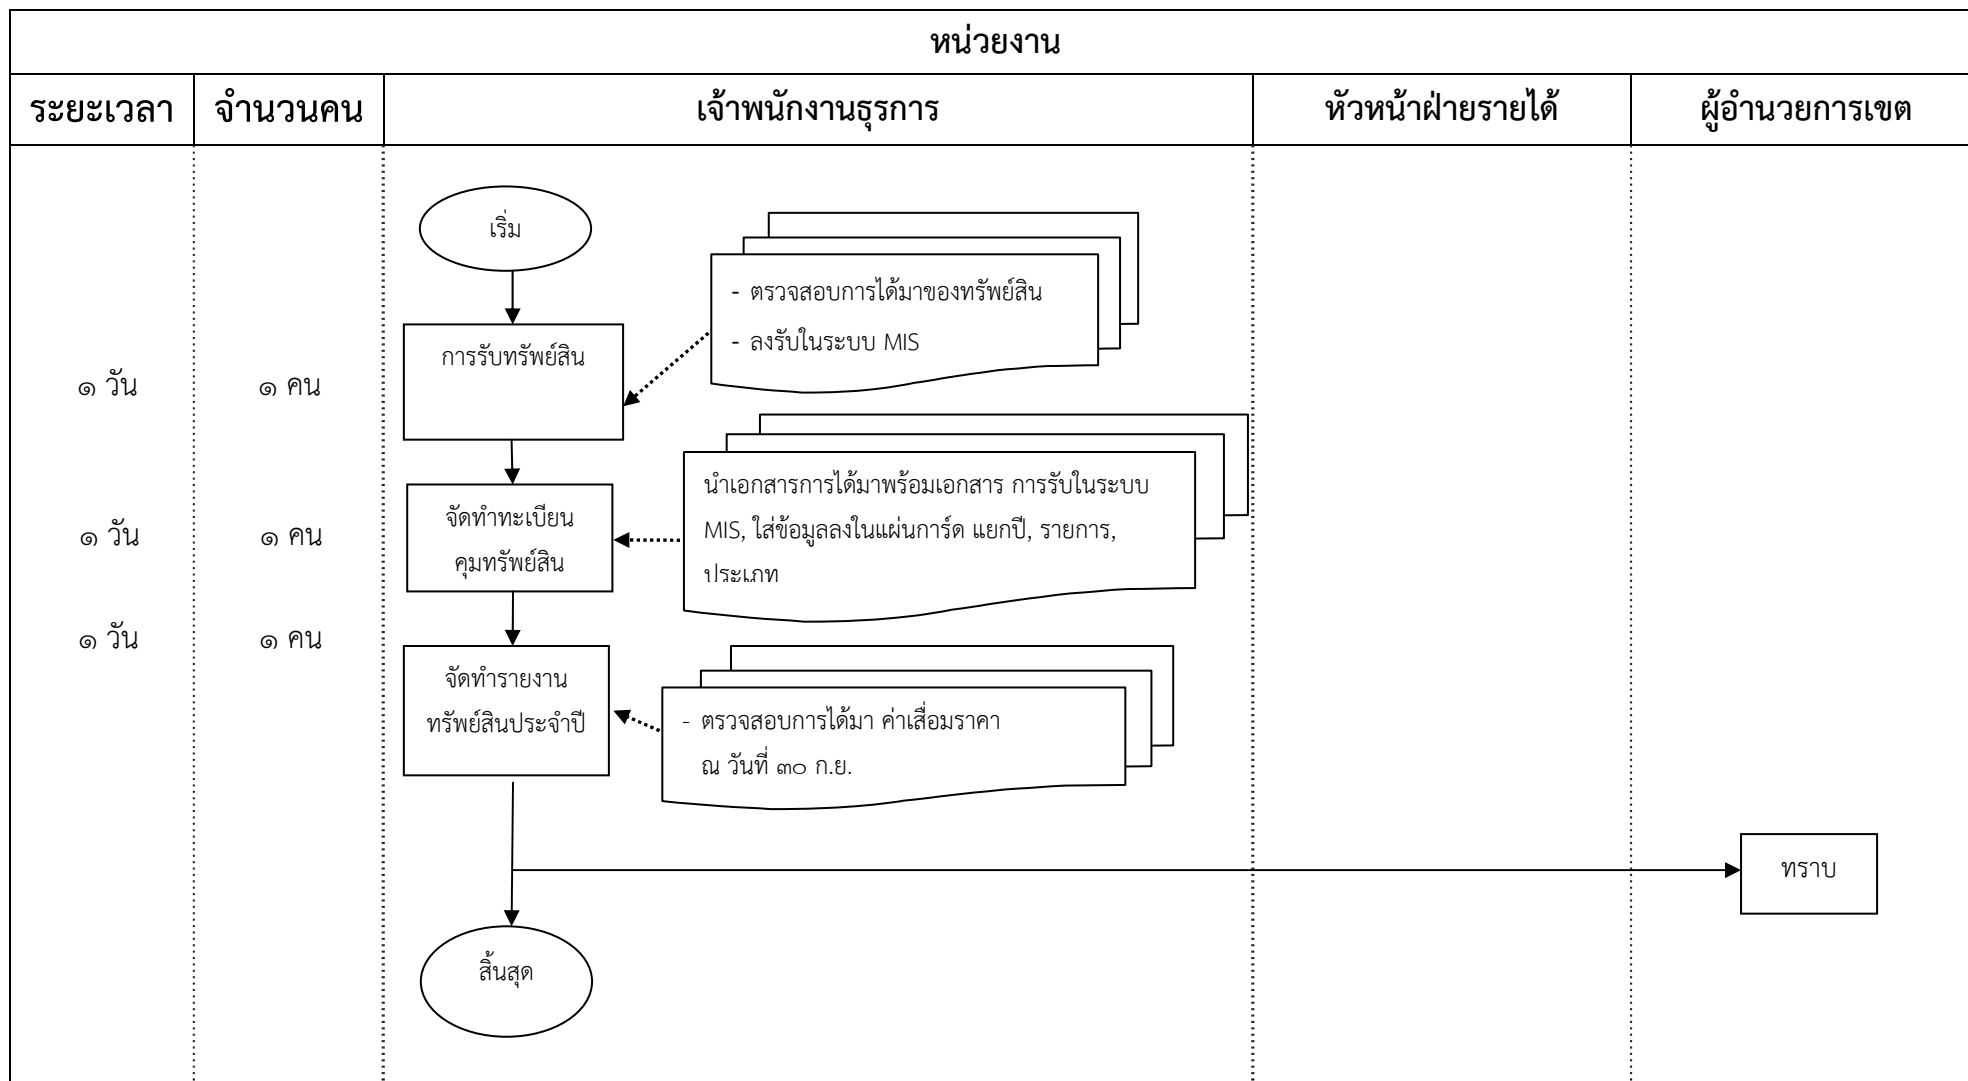 หน่วยงาน
ระยะเวลา จำนวนคน เจ้าพนักงานธุรการ หัวหน้าฝ่ายรายได้ ผู้อำนวยการเขต
เริ่ม
- ตรวจสอบการได้มาของทรัพย์สิน
- ลงรับในระบบ MIS
การรับทรัพย์สิน
๑ วัน ๑ คน
นำเอกสารการได้มาพร้อมเอกสาร การรับในระบบ
MIS, ใส่ข้อมูลลงในแผ่นการ์ด แยกปี, รายการ,
ประเภท
จัดทำทะเบียน
คุมทรัพย์สิน
๑ วัน ๑ คน
๑ วัน ๑ คน
จัดทำรายงาน
ทรัพย์สินประจำปี
- ตรวจสอบการได้มา ค่าเสื่อมราคา
ณ วันที่ ๓๐ ก.ย.
ทราบ
สิ้นสุด